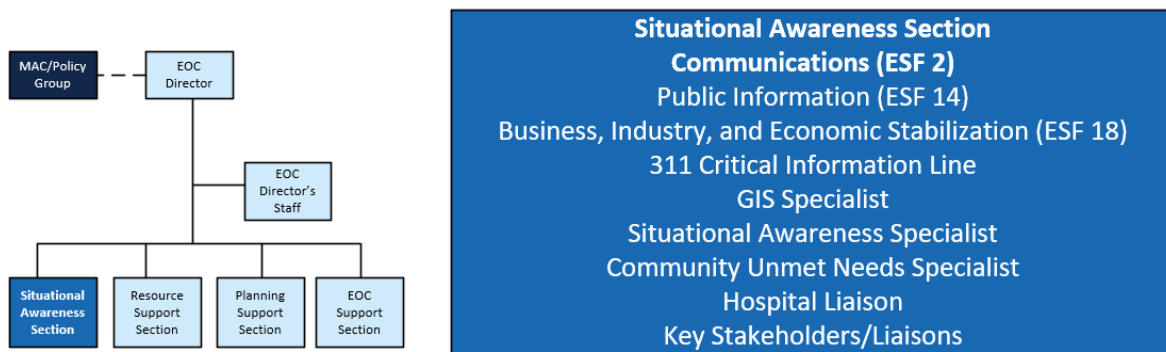 MAC/Policy
Group
EOC
Director
EOC
Director's
Staff
Situational
Awareness
Section
Resource
Support
Section
Planning
Support
Section
EOC
Support
Section
Situational Awareness Section
Communications (ESF 2)
Public Information (ESF 14)
Business, Industry, and Economic Stabilization (ESF 18)
311 Critical Information Line
GIS Specialist
Situational Awareness Specialist
Community Unmet Needs Specialist
Hospital Liaison
Key Stakeholders/Liaisons